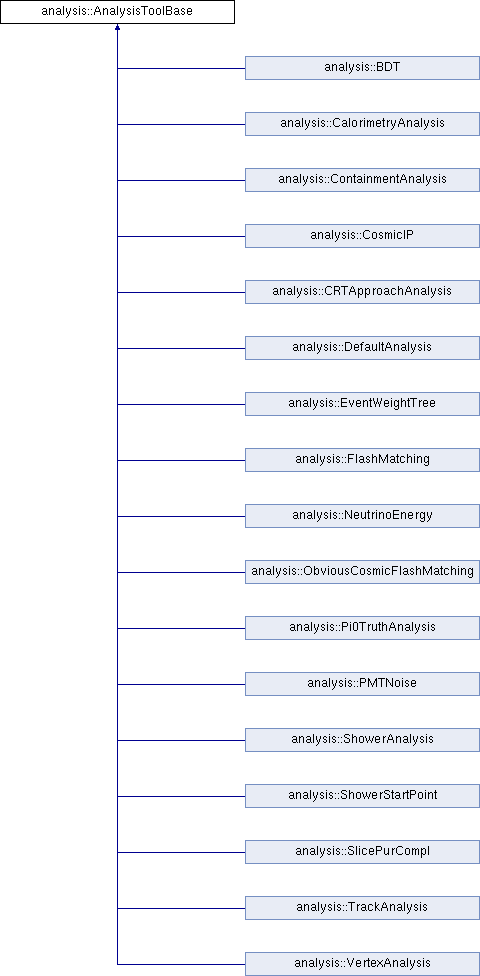 analysis::AnalysisToolBase
analysis::BDT
analysis::CalorimetryAnalysis
analysis::ContainmentAnalysis
analysis::CosmicIP
analysis::CRTApproachAnalysis
analysis::DefaultAnalysis
analysis::EventWeightTree
analysis::FlashMatching
analysis::NeutrinoEnergy
analysis::ObviousCosmicFlashMatching
analysis::Pi0TruthAnalysis
analysis::PMTNoise
analysis::ShowerAnalysis
analysis::ShowerStartPoint
analysis::SlicePurCompl
analysis::TrackAnalysis
analysis::VertexAnalysis